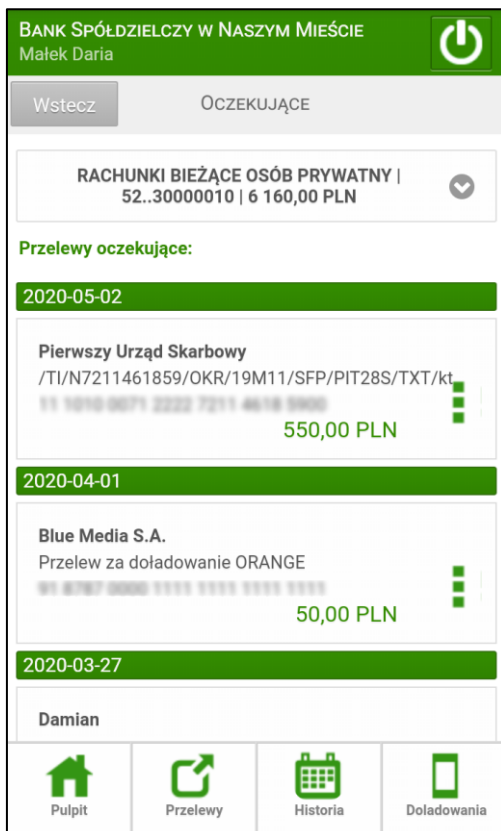 BANK SPÓŁDZIELCZY W NASZYM MIEŚCIE
Małek Daria
Wstecz
OCZEKUJĄCE
RACHUNKI BIEŻĄCE OSÓB PRYWATNY |
52..30000010 | 6 160,00 PLN
Przelewy oczekujące:
2020-05-02
Pierwszy Urząd Skarbowy
/TI/N7211461859/OKR/19M11/SFP/PIT28S/TXT/kt
550,00 PLN
2020-04-01
Blue Media S.A.
Przelew za doładowanie ORANGE
50,00 PLN
2020-03-27
Damian
Pulpit
Przelewy
Historia
Doladowania